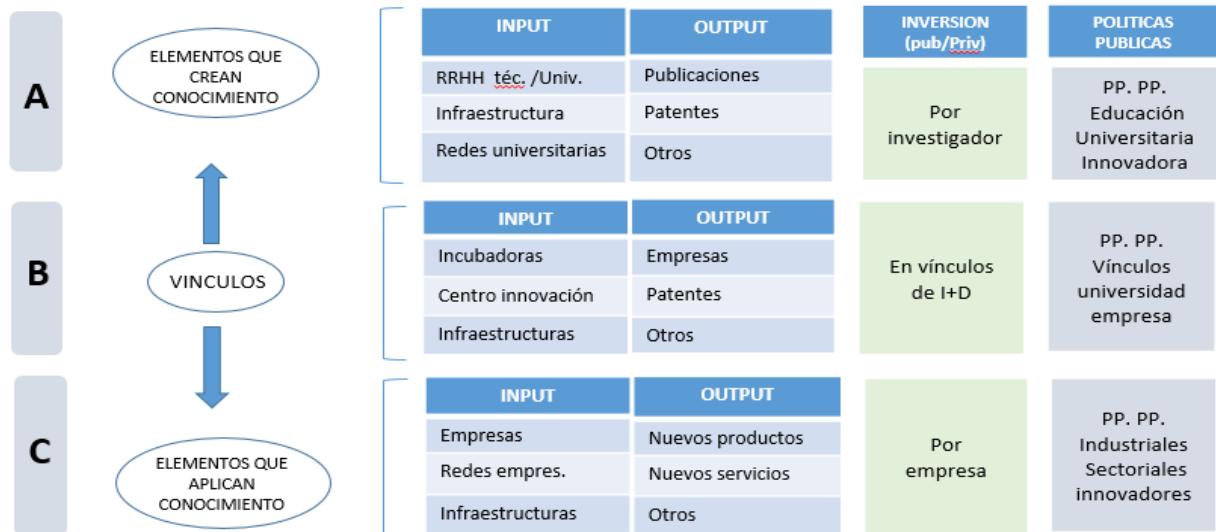 A
ELEMENTOS QUE
CREAN
CONOCIMIENTO
INPUT
OUTPUT
RRHH téc. /Univ.
Publicaciones
Infraestructura
Patentes
Redes universitarias
Otros
INVERSION
(pub/Priv)
Por
investigador
POLITICAS
PUBLICAS
PP. PP.
Educación
Universitaria
Innovadora
B
VINCULOS
INPUT
OUTPUT
Incubadoras
Empresas
Centro innovación
Patentes
Infraestructuras
Otros
En vínculos
de I+D
PP. PP.
Vínculos
universidad
empresa
C
ELEMENTOS QUE
APLICAN
CONOCIMIENTO
INPUT
OUTPUT
Empresas
Nuevos productos
Redes empres.
Nuevos servicios
Infraestructuras
Otros
Por
empresa
PP. PP.
Industriales
Sectoriales
innovadores